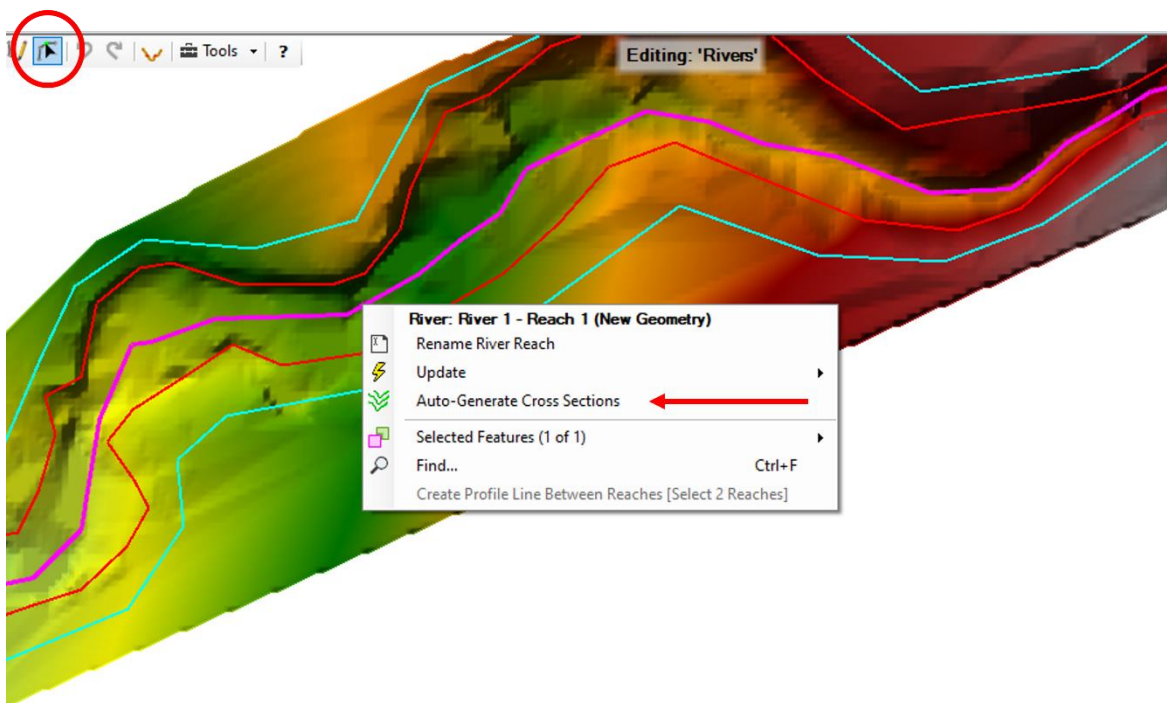 Tools ?
Editing: 'Rivers'
River: River 1 - Reach 1 (New Geometry)
Rename River Reach
Update
Auto-Generate Cross Sections
Selected Features (1 of 1)
Find... Ctrl+F
Create Profile Line Between Reaches [Select 2 Reaches]